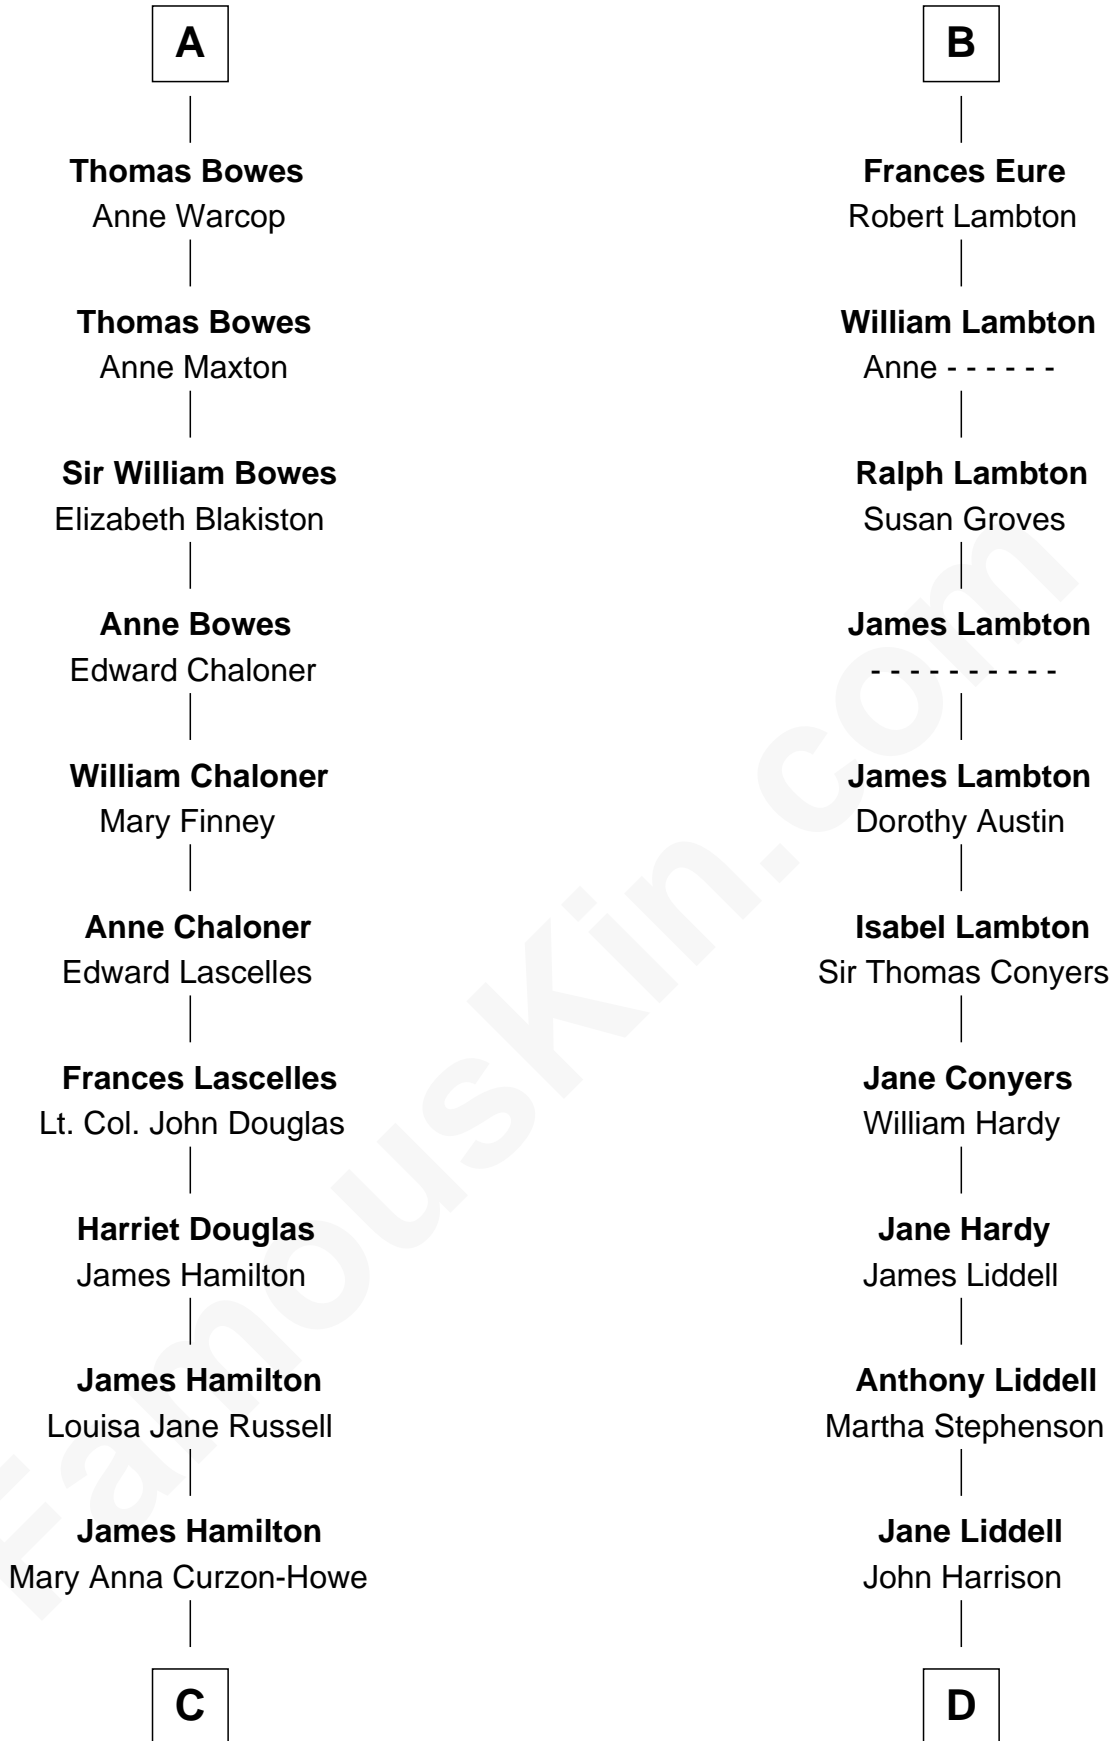 A
Thomas Bowes
Anne Warcop
Thomas Bowes
Anne Maxton
Sir William Bowes
Elizabeth Blakiston
Anne Bowes
Edward Chaloner
William Chaloner
Mary Finney
Anne Chaloner
Edward Lascelles
Frances Lascelles
Lt. Col. John Douglas
Harriet Douglas
James Hamilton
James Hamilton
Louisa Jane Russell
James Hamilton
Mary Anna Curzon-Howe
C
B
Frances Eure
Robert Lambton
William Lambton
Anne - - - - - -
Ralph Lambton
Susan Groves
James Lambton
- - - - - - - - - -
James Lambton
Dorothy Austin
Isabel Lambton
Sir Thomas Conyers
Jane Conyers
William Hardy
Jane Hardy
James Liddell
Anthony Liddell
Martha Stephenson
Jane Liddell
John Harrison
D
FamousKin.com